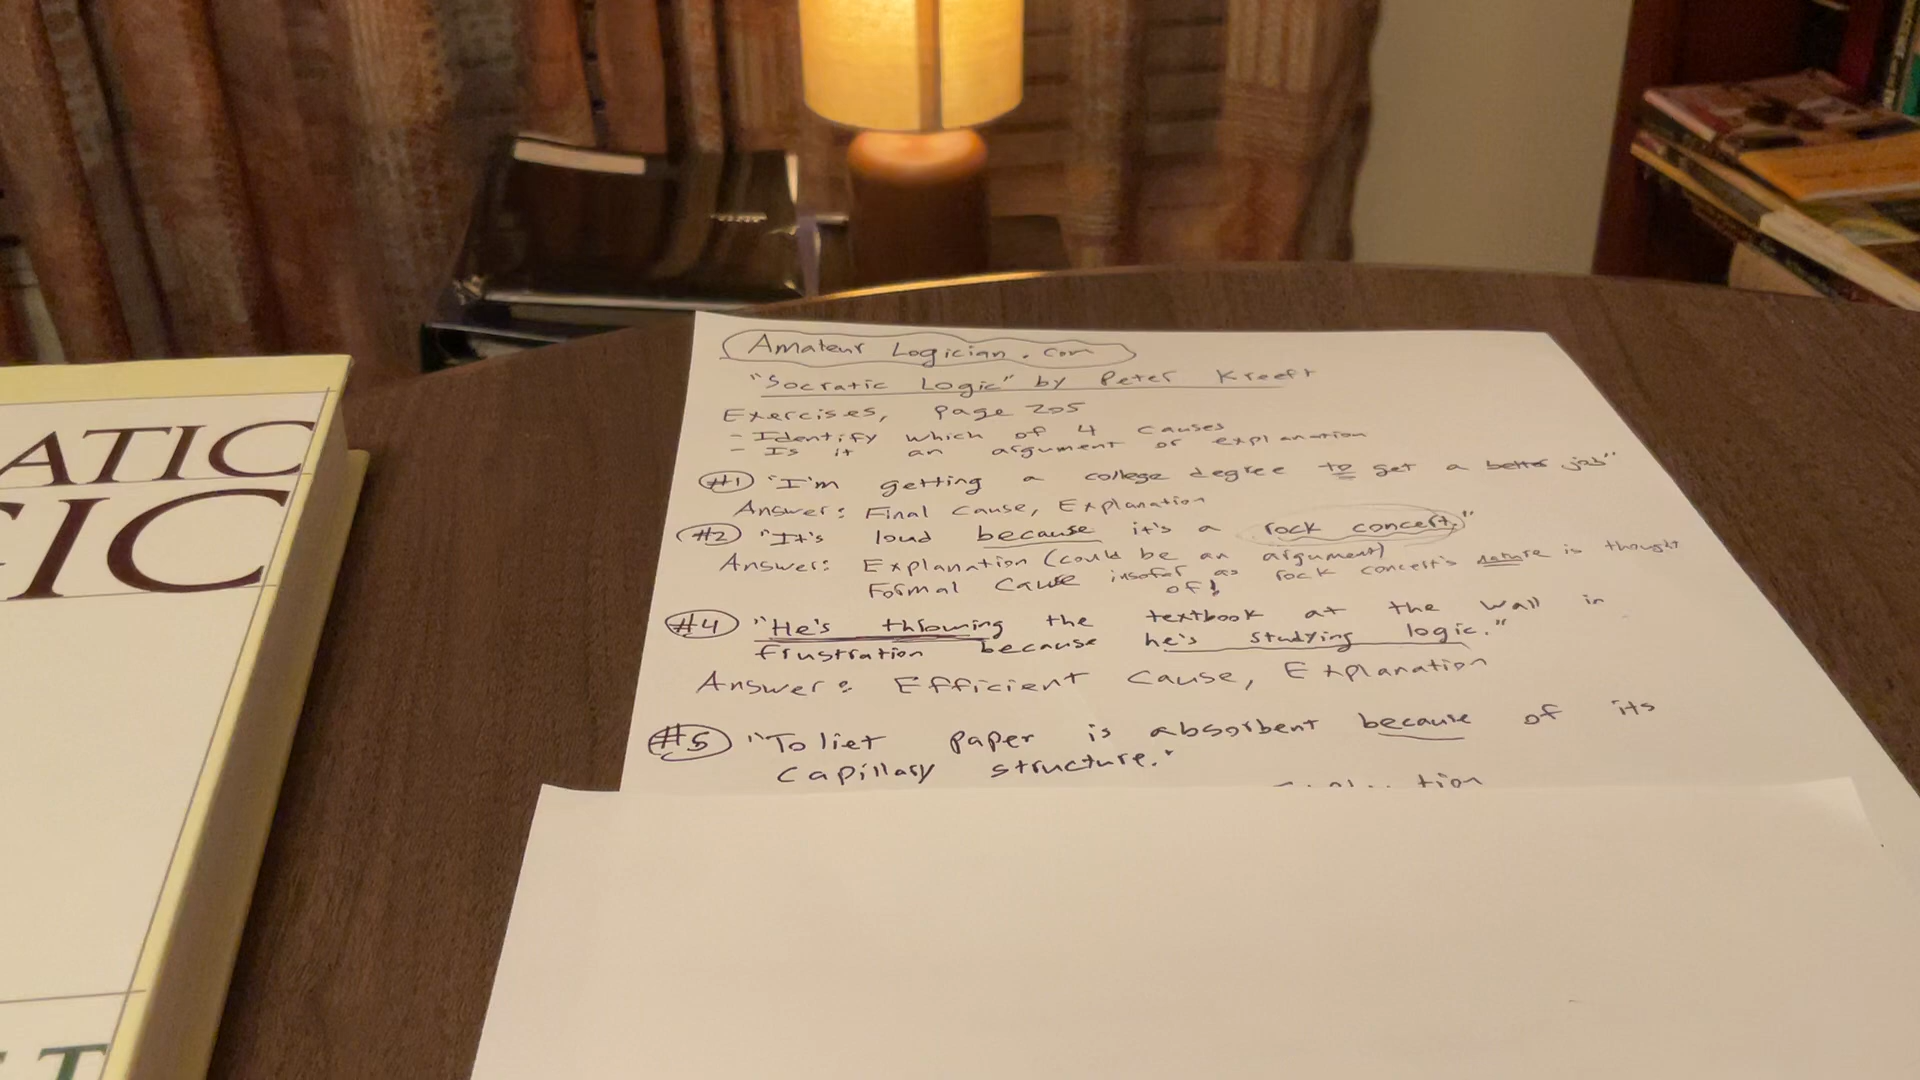 ATIC
GIC
Amateur Logician.com
"Socratic Logic" by Peter Kreeft
Exercises, page 205
- Identify which of 4 causes
- Is it an argument or explanation
#1 "I'm getting a college degree to get a better job"
Answer: Final Cause, Explanation
#2 "It's loud because it's a rock concert."
Answer: Explanation (could be an argument)
Formal Cause insofar as rock concert's nature is thought
of!
#4 "He's throwing the textbook at the wall in
frustration because he's studying logic."
Answer: Efficient Cause, Explanation
#5 "Toliet paper is absorbent because of its
capillary structure."